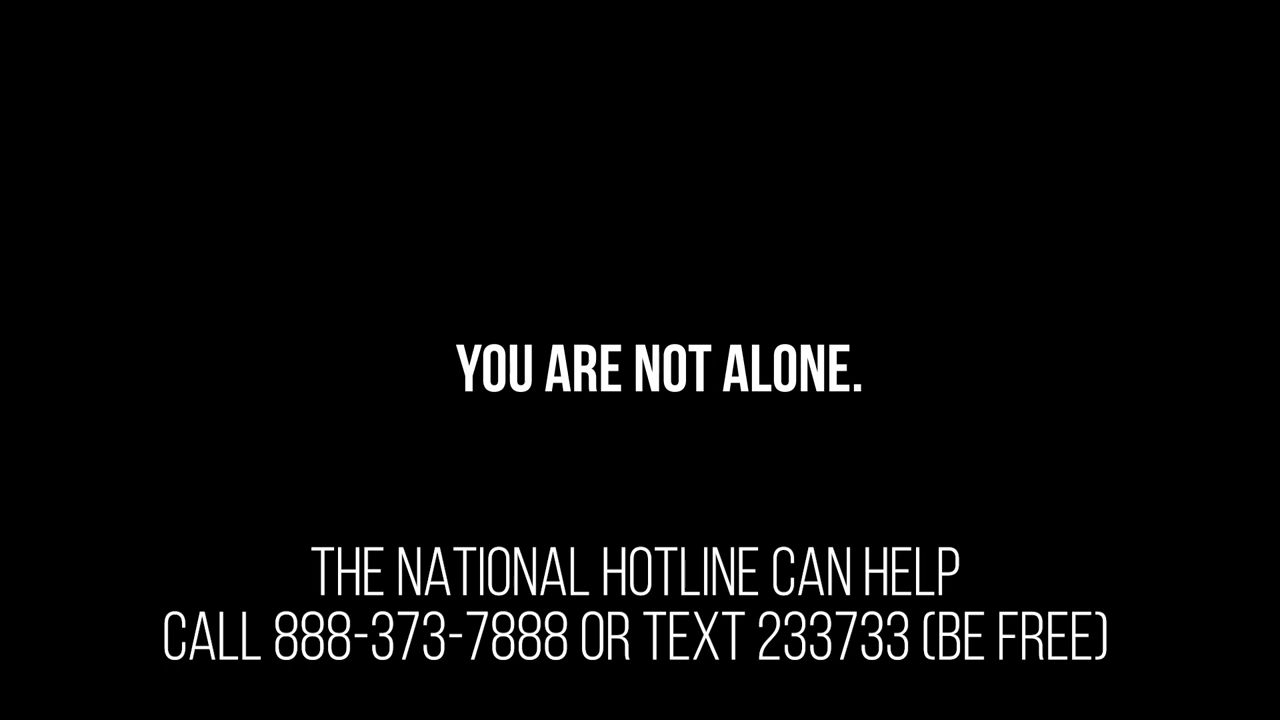 YOU ARE NOT ALONE.
THE NATIONAL HOTLINE CAN HELP
CALL 888-373-7888 OR TEXT 233733 (BE FREE)